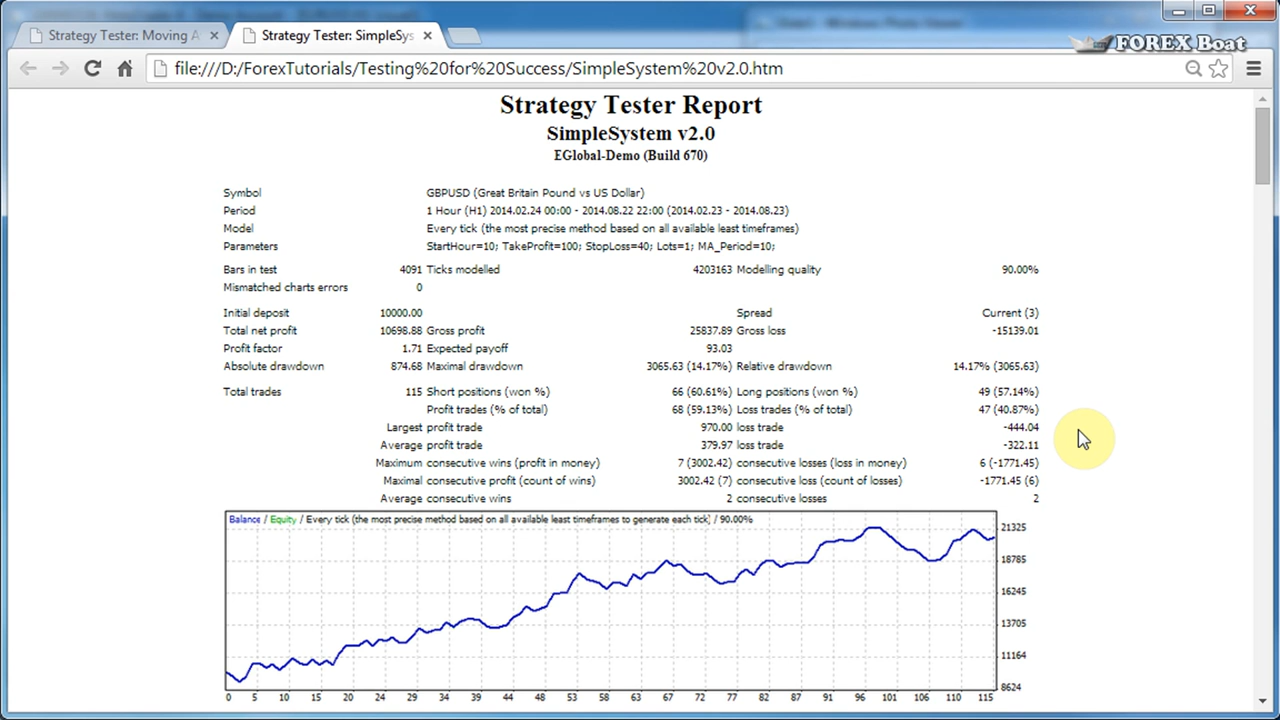 Strategy Tester: Moving A
Strategy Tester: SimpleSys
FOREX Boat
file:///D:/ForexTutorials/Testing%20for%20Success/SimpleSystem%20v2.0.htm
Strategy Tester Report
SimpleSystem v2.0
EGlobal-Demo (Build 670)
Symbol GBPUSD (Great Britain Pound vs US Dollar)
Period 1 Hour (H1) 2014.02.24 00:00 - 2014.08.22 22:00 (2014.02.23 - 2014.08.23)
Model Every tick (the most precise method based on all available least timeframes)
Parameters StartHour=10; TakeProfit=100; StopLoss=40; Lots=1; MA_Period=10;
Bars in test 4091 Ticks modelled 4203163 Modelling quality 90.00%
Mismatched charts errors 0
Initial deposit 10000.00 Spread Current (3)
Total net profit 10698.88 Gross profit 25837.89 Gross loss -15139.01
Profit factor 1.71 Expected payoff 93.03
Absolute drawdown 874.68 Maximal drawdown 3065.63 (14.17%) Relative drawdown 14.17% (3065.63)
Total trades 115 Short positions (won %) 66 (60.61%) Long positions (won %) 49 (57.14%)
Profit trades (% of total) 68 (59.13%) Loss trades (% of total) 47 (40.87%)
Largest profit trade 970.00 loss trade -444.04
Average profit trade 379.97 loss trade -322.11
Maximum consecutive wins (profit in money) 7 (3002.42) consecutive losses (loss in money) 6 (-1771.45)
Maximal consecutive profit (count of wins) 3002.42 (7) consecutive loss (count of losses) -1771.45 (6)
Average consecutive wins 2 consecutive losses 2
Balance / Equity / Every tick (the most precise method based on all available least timeframes to generate each tick) / 90.00%
21325
18785
16245
13705
11164
8624
0 5 10 15 20 24 29 34 39 44 48 53 58 63 67 72 77 82 87 91 96 101 106 110 115